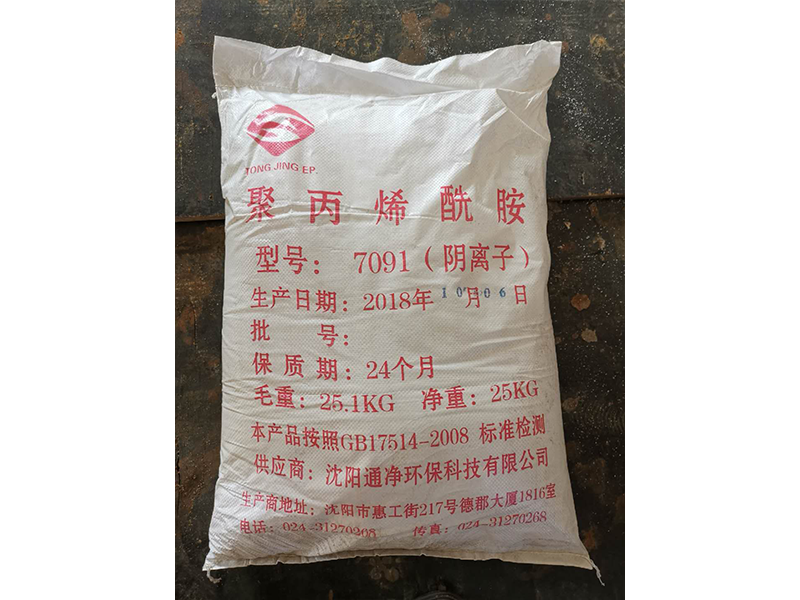 TONG JING EP.
聚丙烯酰胺
型号：7091（阴离子）
生产日期：2018年10月06日
批 号：
保质期：24个月
毛重：25.1KG 净重：25KG
本产品按照GB17514-2008 标准检测
供应商：沈阳通净环保科技有限公司
生产商地址：沈阳市惠工街217号德郡大厦1816室
电话：024-31270268 传真：024-31270268